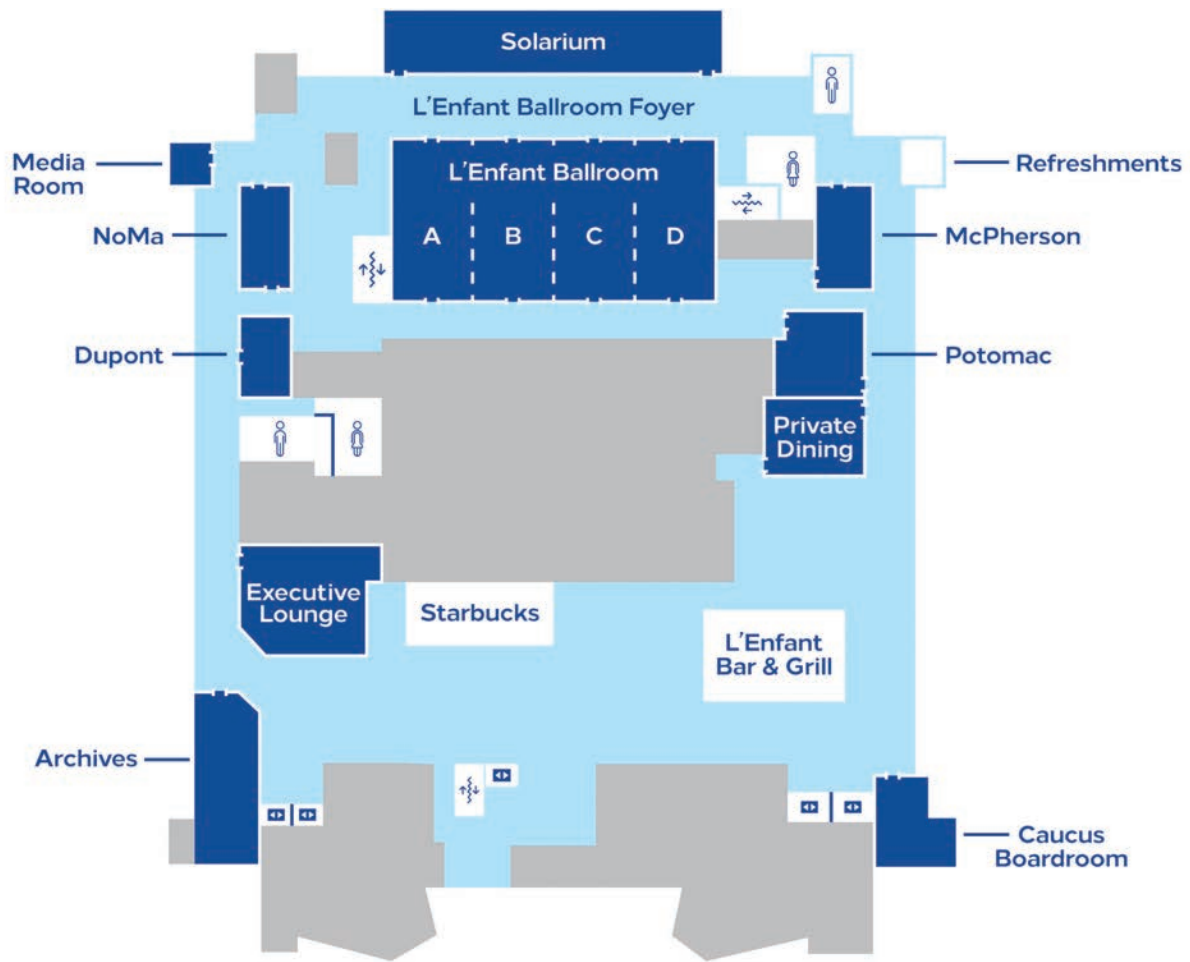 Solarium
L'Enfant Ballroom Foyer
Media
Room
L'Enfant Ballroom
Refreshments
NoMa
A
B
C
D
McPherson
Dupont
Potomac
Private
Dining
Executive
Lounge
Starbucks
L'Enfant
Bar & Grill
Archives
Caucus
Boardroom